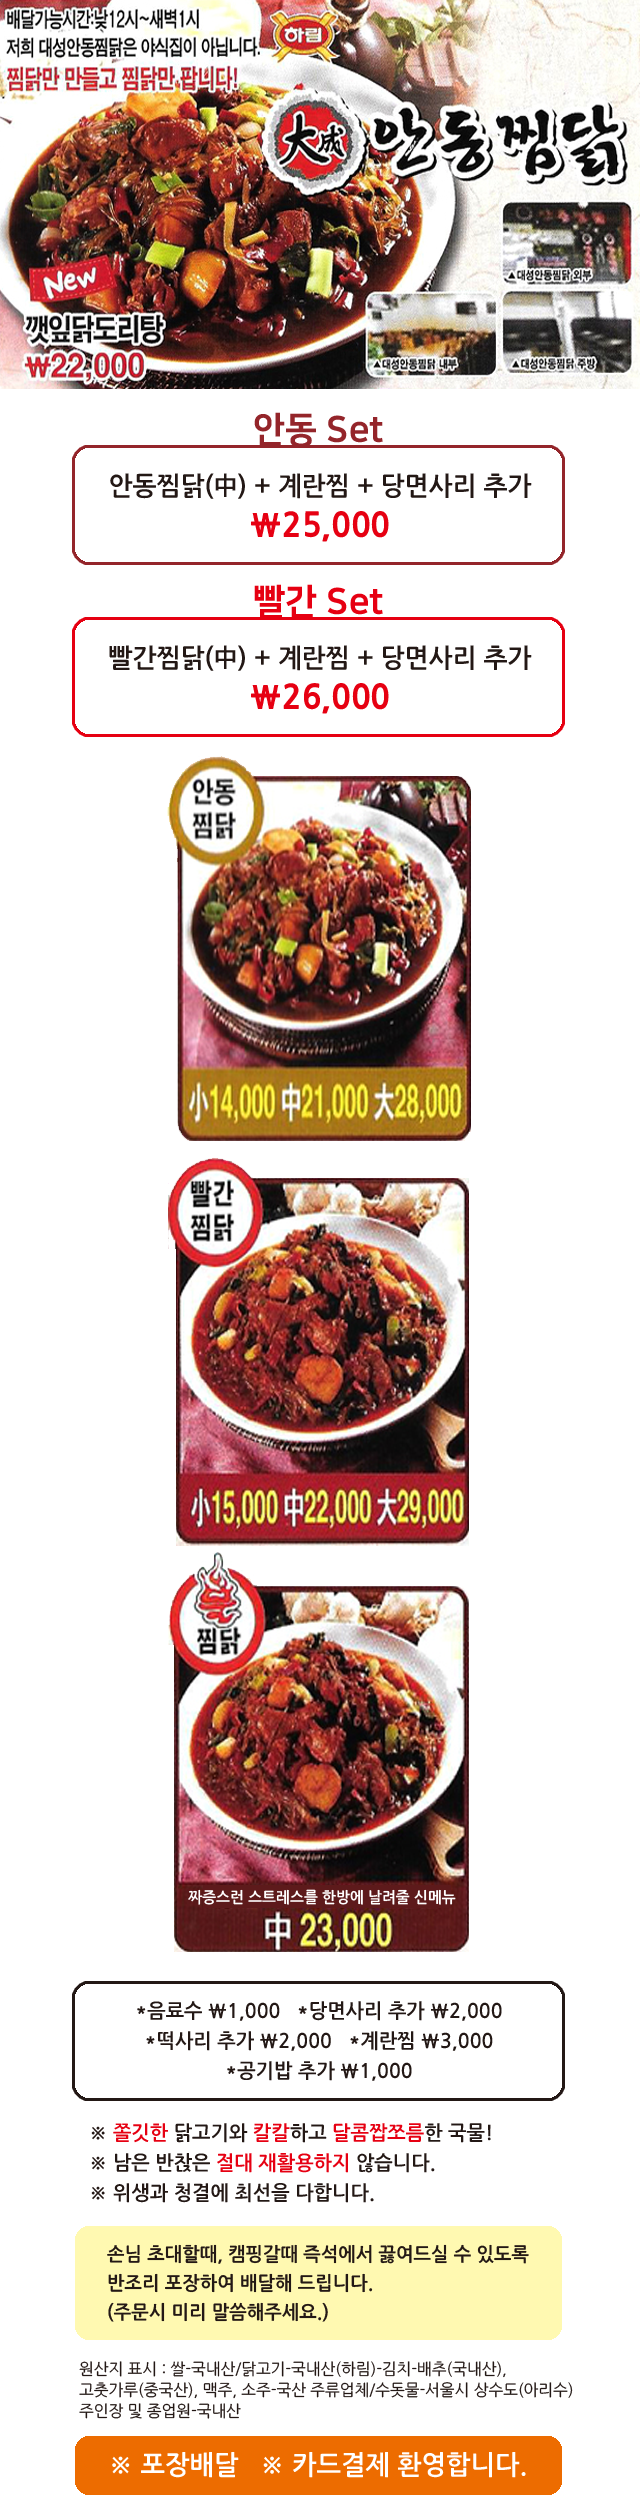 배달가능시간:낮12시~새벽1시
저희 대성안동찜닭은 야식집이 아닙니다.
찜닭만 만들고 찜닭만 팝니다!
하림
大成 안동찜닭
New
깻잎닭도리탕
₩22,000
▲대성안동찜닭 외부
▲대성안동찜닭 내부
▲대성안동찜닭 주방
안동 Set
안동찜닭(中) + 계란찜 + 당면사리 추가
₩25,000
빨간 Set
빨간찜닭(中) + 계란찜 + 당면사리 추가
₩26,000
안동
찜닭
小14,000 中21,000 大28,000
빨간
찜닭
小15,000 中22,000 大29,000
불
찜닭
짜증스런 스트레스를 한방에 날려줄 신메뉴
中 23,000
*음료수 ₩1,000 *당면사리 추가 ₩2,000
*떡사리 추가 ₩2,000 *계란찜 ₩3,000
*공기밥 추가 ₩1,000
※ 쫄깃한 닭고기와 칼칼하고 달콤짭쪼름한 국물!
※ 남은 반찮은 절대 재활용하지 않습니다.
※ 위생과 청결에 최선을 다합니다.
손님 초대할때, 캠핑갈때 즉석에서 끓여드실 수 있도록
반조리 포장하여 배달해 드립니다.
(주문시 미리 말씀해주세요.)
원산지 표시 : 쌀-국내산/닭고기-국내산(하림)-김치-배추(국내산),
고춧가루(중국산), 맥주, 소주-국산 주류업체/수돗물-서울시 상수도(아리수)
주인장 및 종업원-국내산
※ 포장배달 ※ 카드결제 환영합니다.